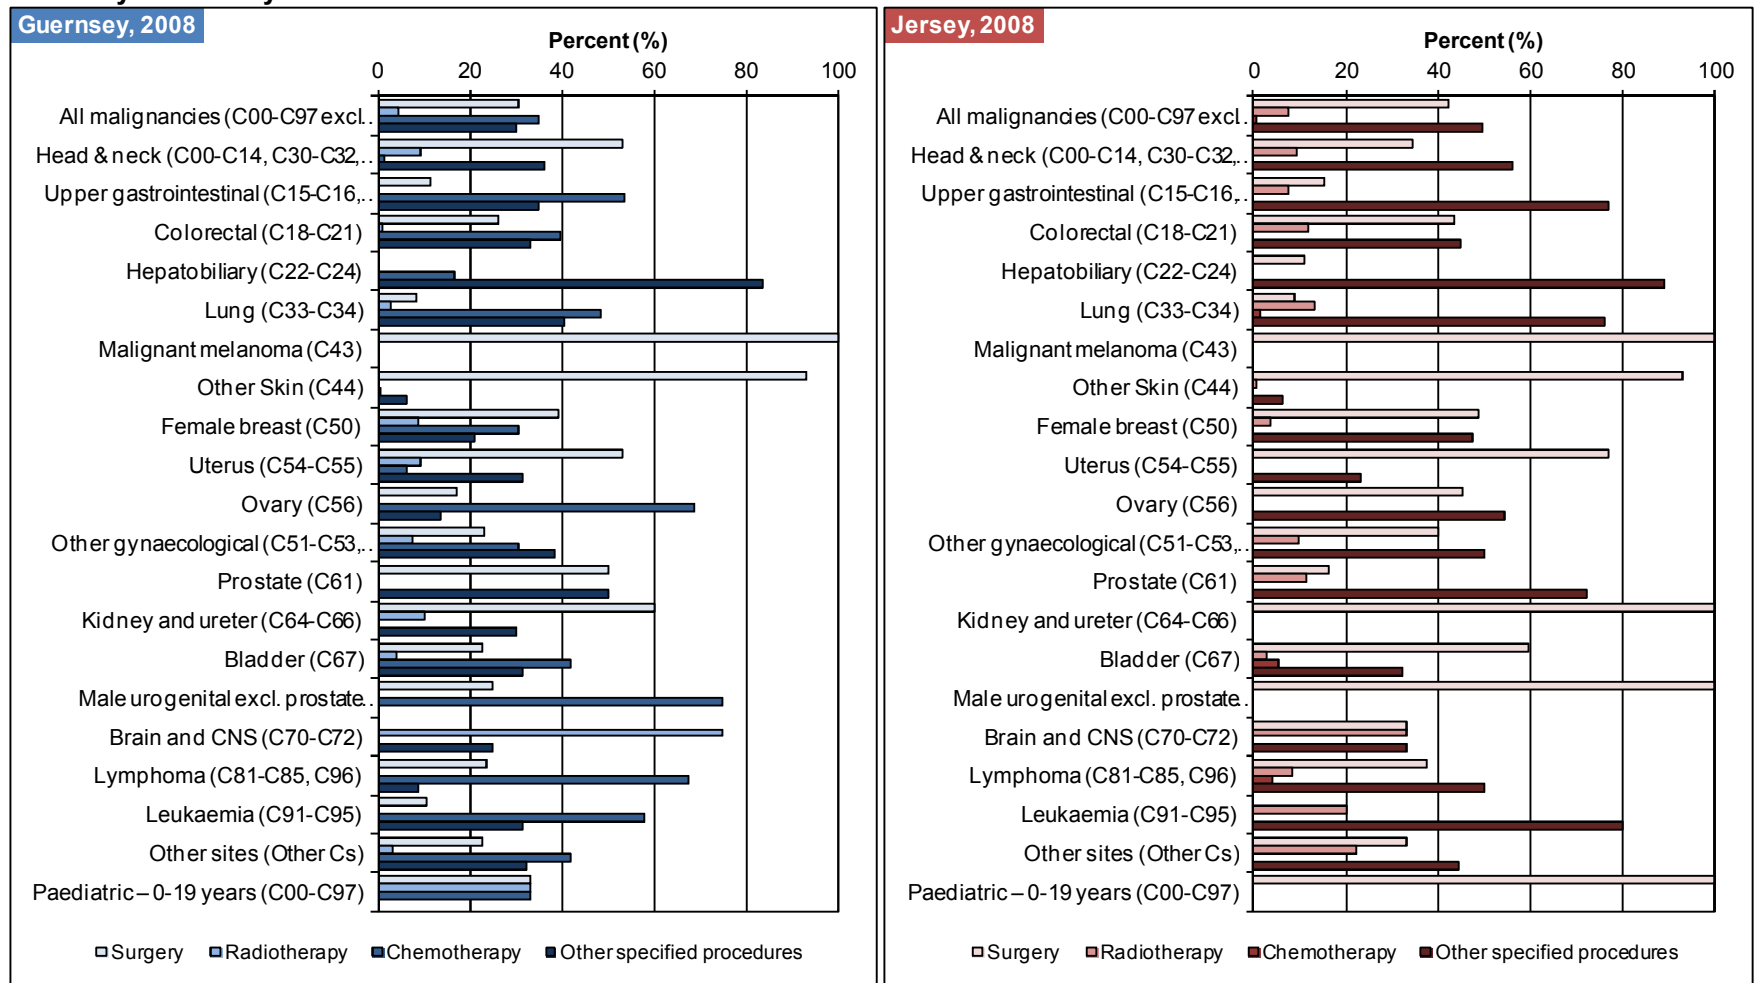 Guernsey, 2008
Percent (%)
0 20 40 60 80 100
All malignancies (C00-C97 excl..
Head & neck (C00-C14, C30-C32,..
Upper gastrointestinal (C15-C16,..
Colorectal (C18-C21)
Hepatobiliary (C22-C24)
Lung (C33-C34)
Malignant melanoma (C43)
Other Skin (C44)
Female breast (C50)
Uterus (C54-C55)
Ovary (C56)
Other gynaecological (C51-C53,..
Prostate (C61)
Kidney and ureter (C64-C66)
Bladder (C67)
Male urogenital excl. prostate..
Brain and CNS (C70-C72)
Lymphoma (C81-C85, C96)
Leukaemia (C91-C95)
Other sites (Other Cs)
Paediatric – 0-19 years (C00-C97)
Surgery Radiotherapy Chemotherapy Other specified procedures
Jersey, 2008
Percent (%)
0 20 40 60 80 100
All malignancies (C00-C97 excl..
Head & neck (C00-C14, C30-C32,..
Upper gastrointestinal (C15-C16,..
Colorectal (C18-C21)
Hepatobiliary (C22-C24)
Lung (C33-C34)
Malignant melanoma (C43)
Other Skin (C44)
Female breast (C50)
Uterus (C54-C55)
Ovary (C56)
Other gynaecological (C51-C53,..
Prostate (C61)
Kidney and ureter (C64-C66)
Bladder (C67)
Male urogenital excl. prostate..
Brain and CNS (C70-C72)
Lymphoma (C81-C85, C96)
Leukaemia (C91-C95)
Other sites (Other Cs)
Paediatric – 0-19 years (C00-C97)
Surgery Radiotherapy Chemotherapy Other specified procedures